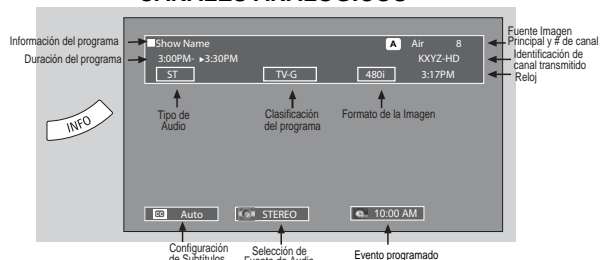 CANALES ANALÓGICOS
Información del programa
Show Name
A Air 8
Fuente Imagen
Principal y # de canal
Duración del programa
3:00PM- ▸3:30PM
KXYZ-HD
Identificación de
canal transmitido
ST
TV-G
480i
3:17PM
Reloj
INFO
Tipo de
Audio
Clasificación
del programa
Formato de la Imagen
CC Auto
STEREO
10:00 AM
Configuración
de Subtítulos
Selección de
Fuente de Audio
Evento programado